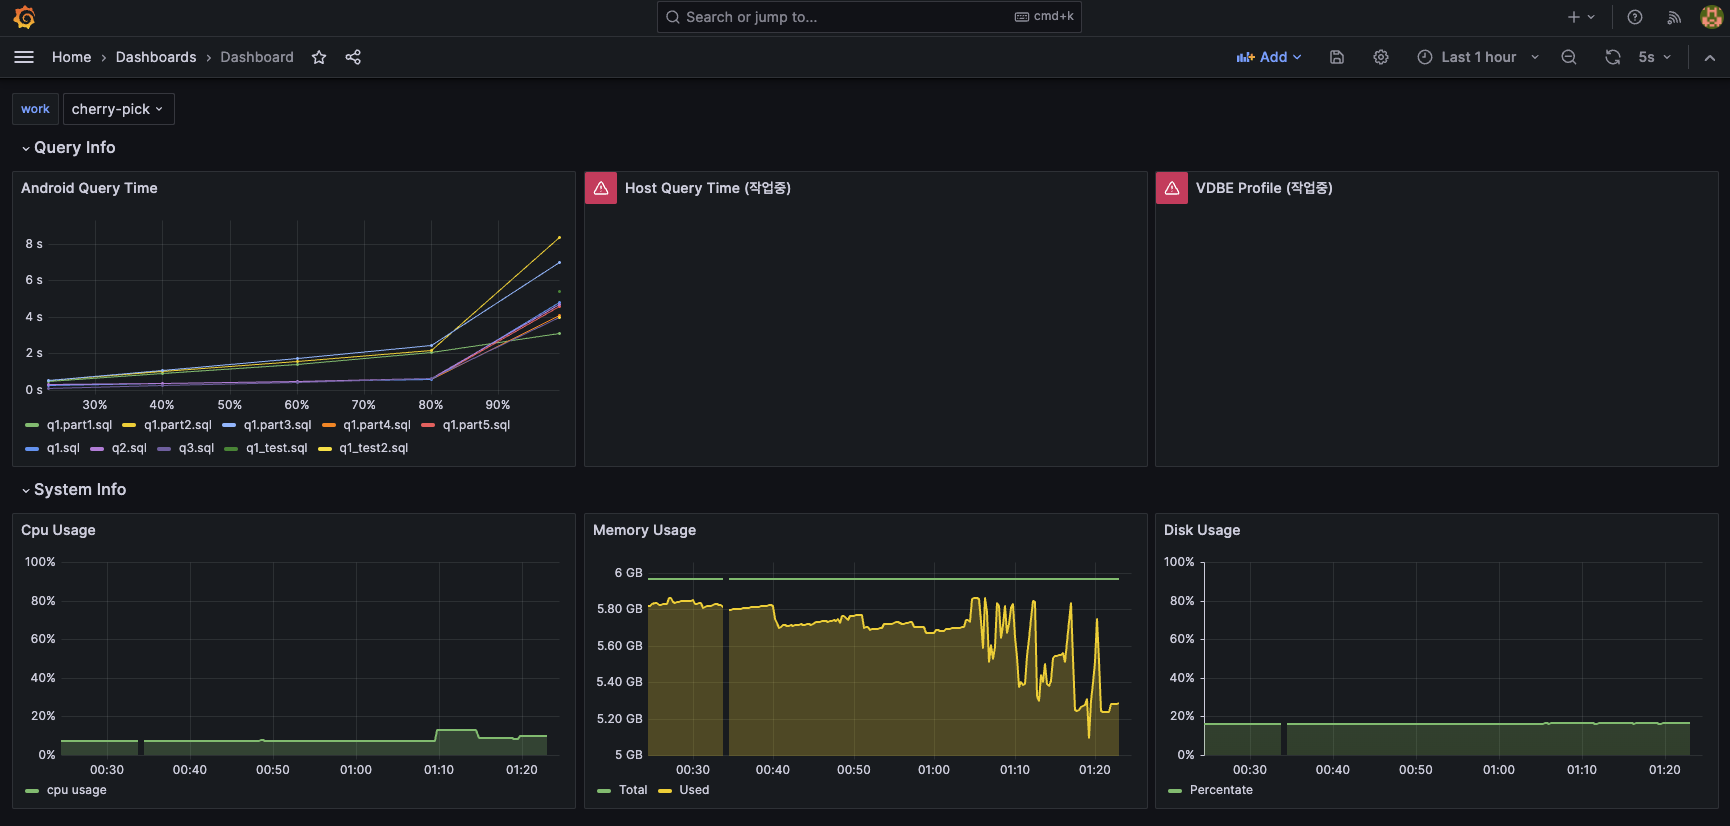 Search or jump to... cmd+k
Home › Dashboards › Dashboard Add Last 1 hour 5s
work cherry-pick
Query Info
Android Query Time
8 s
6 s
4 s
2 s
0 s
30% 40% 50% 60% 70% 80% 90%
q1.part1.sql q1.part2.sql q1.part3.sql q1.part4.sql q1.part5.sql
q1.sql q2.sql q3.sql q1_test.sql q1_test2.sql
Host Query Time (작업중)
VDBE Profile (작업중)
System Info
Cpu Usage
100%
80%
60%
40%
20%
0%
00:30 00:40 00:50 01:00 01:10 01:20
cpu usage
Memory Usage
6 GB
5.80 GB
5.60 GB
5.40 GB
5.20 GB
5 GB
00:30 00:40 00:50 01:00 01:10 01:20
Total Used
Disk Usage
100%
80%
60%
40%
20%
0%
00:30 00:40 00:50 01:00 01:10 01:20
Percentate